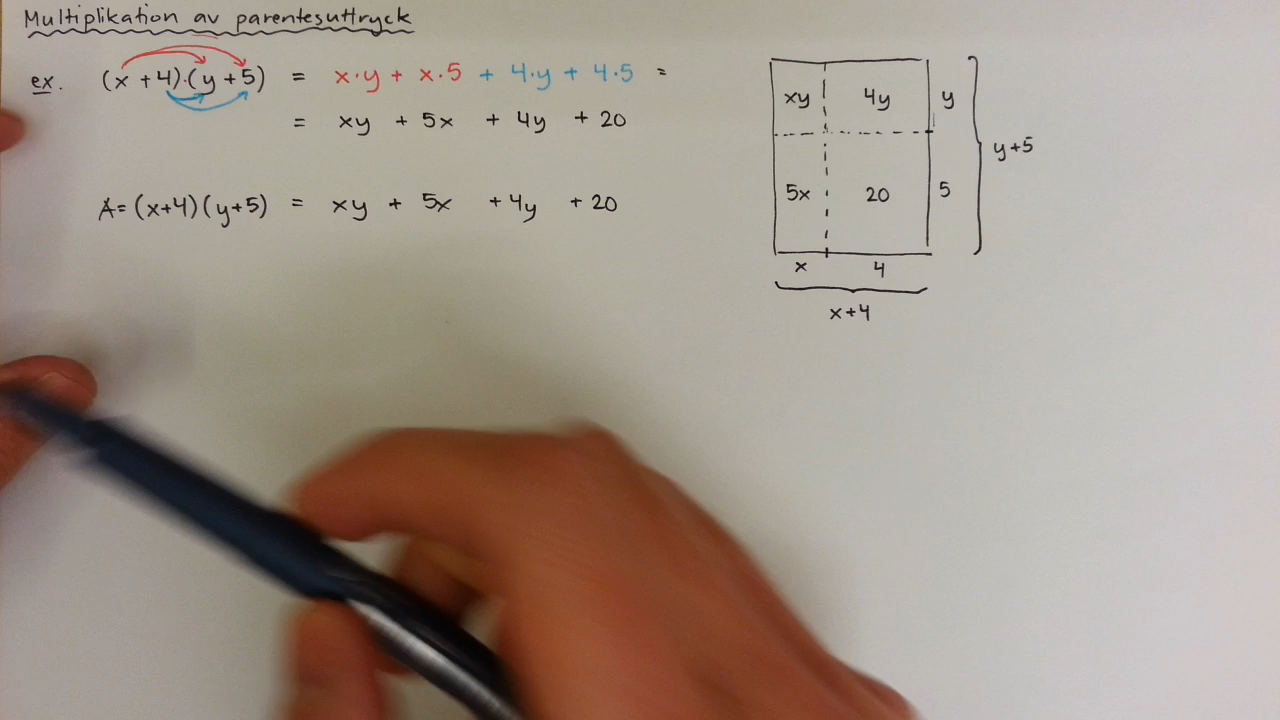 Multiplikation av parentesuttryck
ex. (x+4)·(y+5) = x·y + x·5 + 4·y + 4·5 =
= xy + 5x + 4y + 20
A=(x+4)(y+5) = xy + 5x + 4y + 20
xy 4y y
y+5
5x 20 5
x 4
x+4